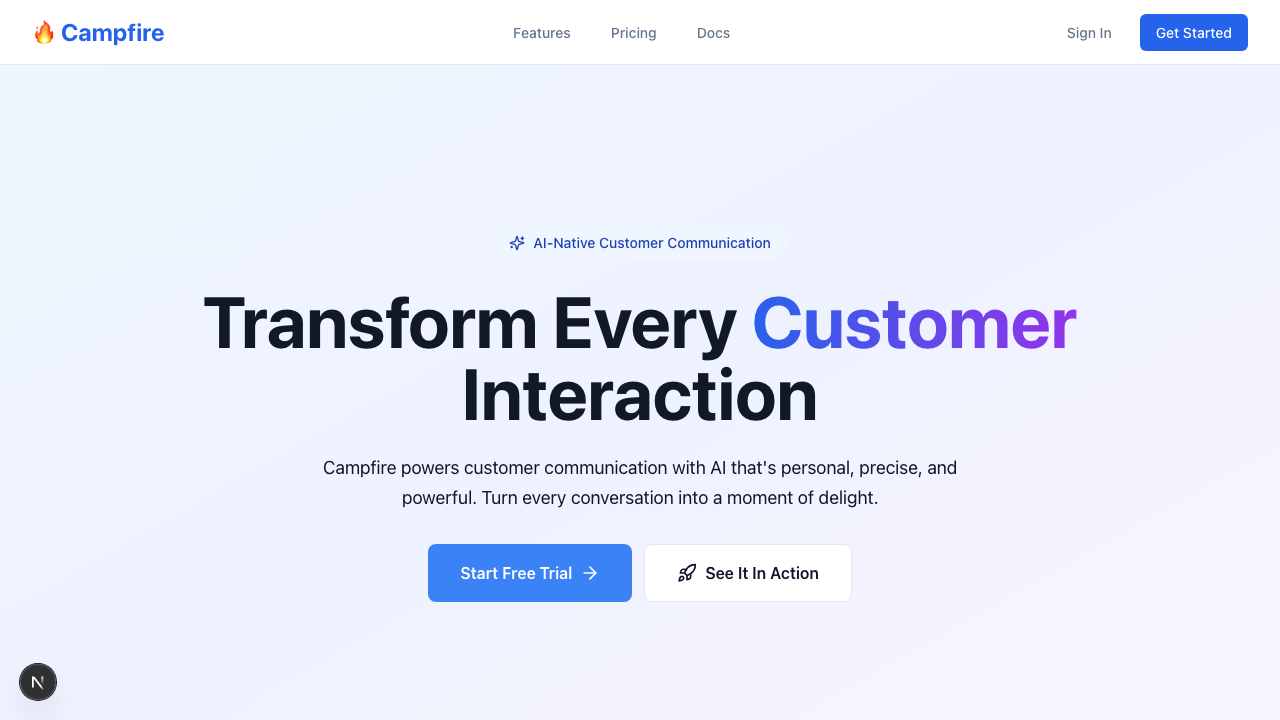 🔥 Campfire
Features
Pricing
Docs
Sign In
Get Started
AI-Native Customer Communication
Transform Every Customer
Interaction
Campfire powers customer communication with AI that's personal, precise, and
powerful. Turn every conversation into a moment of delight.
Start Free Trial
See It In Action
N